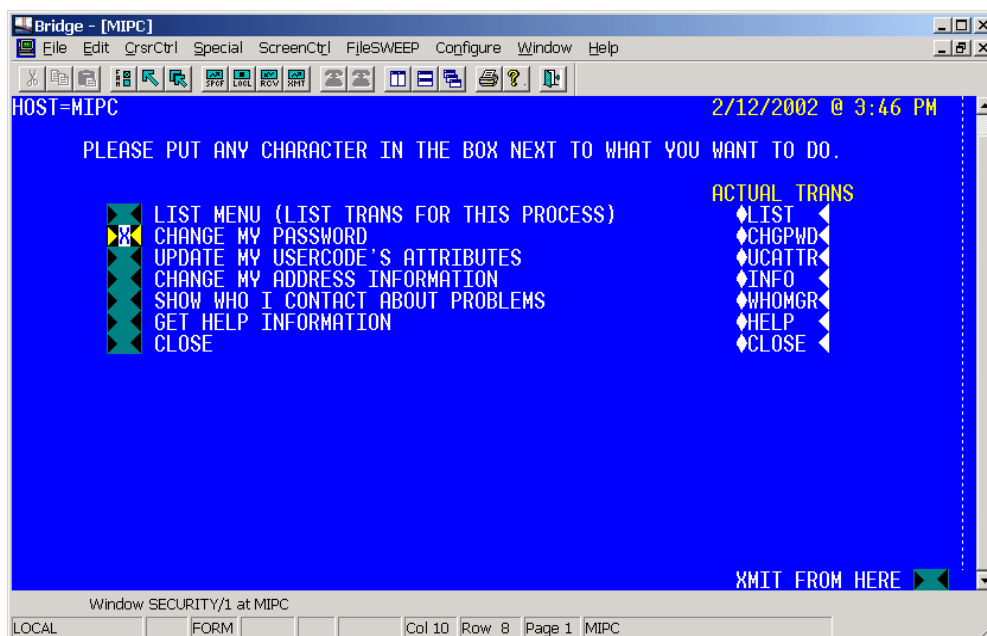 Bridge - [MIPC]
File Edit CrsrCtrl Special ScreenCtrl FileSWEEP Configure Window Help
SPCF LOCL RCV XMT
HOST=MIPC 2/12/2002 @ 3:46 PM
PLEASE PUT ANY CHARACTER IN THE BOX NEXT TO WHAT YOU WANT TO DO.
ACTUAL TRANS
LIST MENU (LIST TRANS FOR THIS PROCESS) LIST
X CHANGE MY PASSWORD CHGPWD
UPDATE MY USERCODE'S ATTRIBUTES UCATTR
CHANGE MY ADDRESS INFORMATION INFO
SHOW WHO I CONTACT ABOUT PROBLEMS WHOMGR
GET HELP INFORMATION HELP
CLOSE CLOSE
XMIT FROM HERE
Window SECURITY/1 at MIPC
LOCAL FORM Col 10 Row 8 Page 1 MIPC